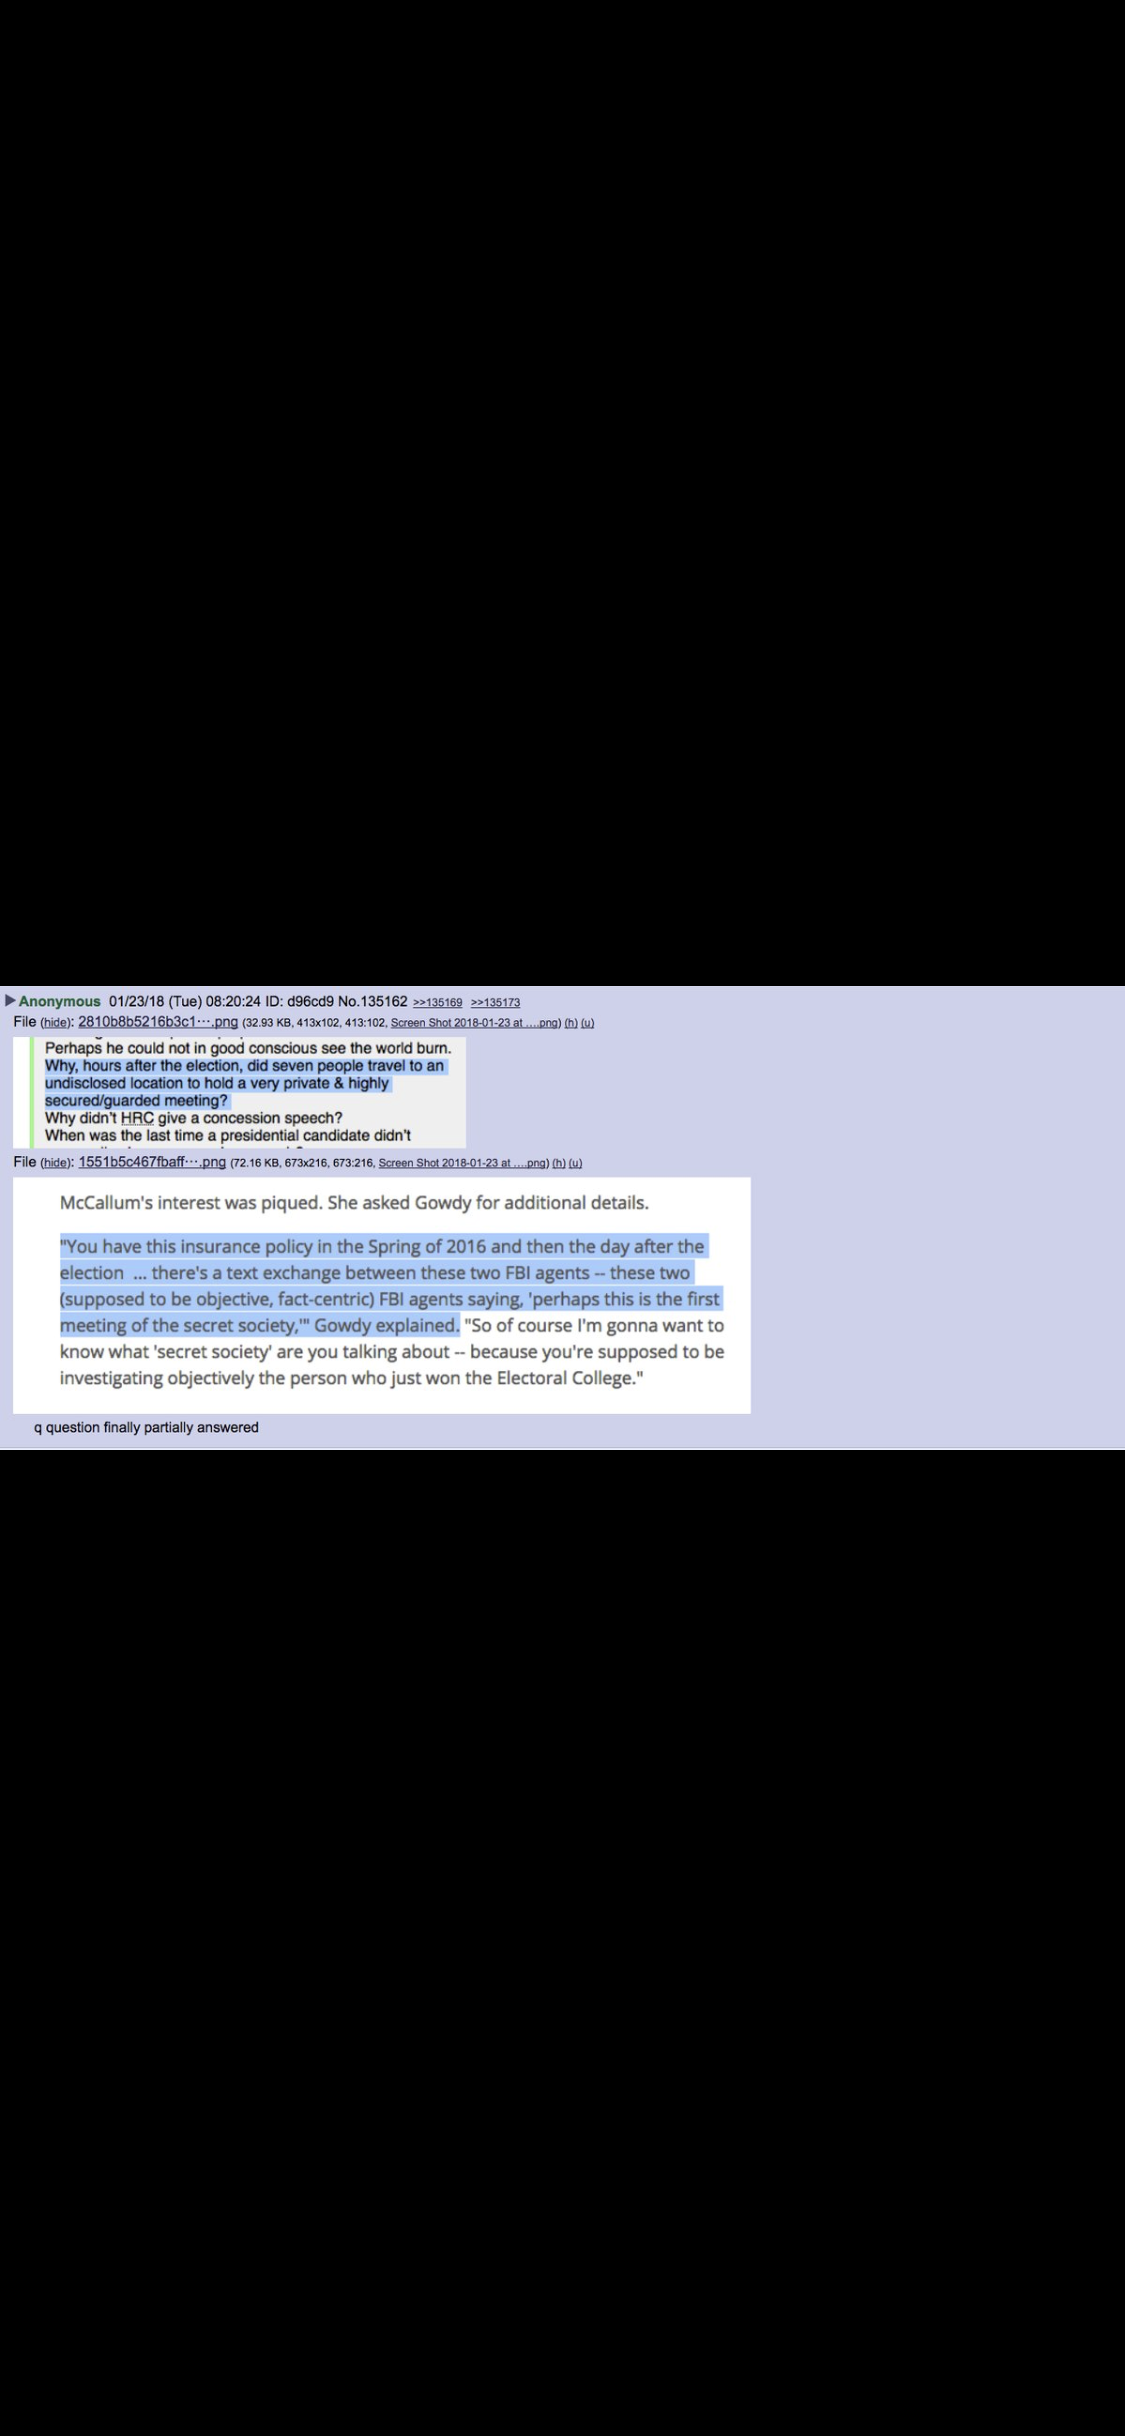 Anonymous 01/23/18 (Tue) 08:20:24 ID: d96cd9 No.135162 >>135169 >>135173
File (hide): 2810b8b5216b3c1⋯.png (32.93 KB, 413x102, 413:102, Screen Shot 2018-01-23 at ….png) (h) (u)
Perhaps he could not in good conscious see the world burn.
Why, hours after the election, did seven people travel to an
undisclosed location to hold a very private & highly
secured/guarded meeting?
Why didn't HRC give a concession speech?
When was the last time a presidential candidate didn't
File (hide): 1551b5c467fbaff⋯.png (72.16 KB, 673x216, 673:216, Screen Shot 2018-01-23 at ….png) (h) (u)
McCallum's interest was piqued. She asked Gowdy for additional details.
"You have this insurance policy in the Spring of 2016 and then the day after the
election ... there's a text exchange between these two FBI agents -- these two
(supposed to be objective, fact-centric) FBI agents saying, 'perhaps this is the first
meeting of the secret society,'" Gowdy explained. "So of course I'm gonna want to
know what 'secret society' are you talking about -- because you're supposed to be
investigating objectively the person who just won the Electoral College."
q question finally partially answered